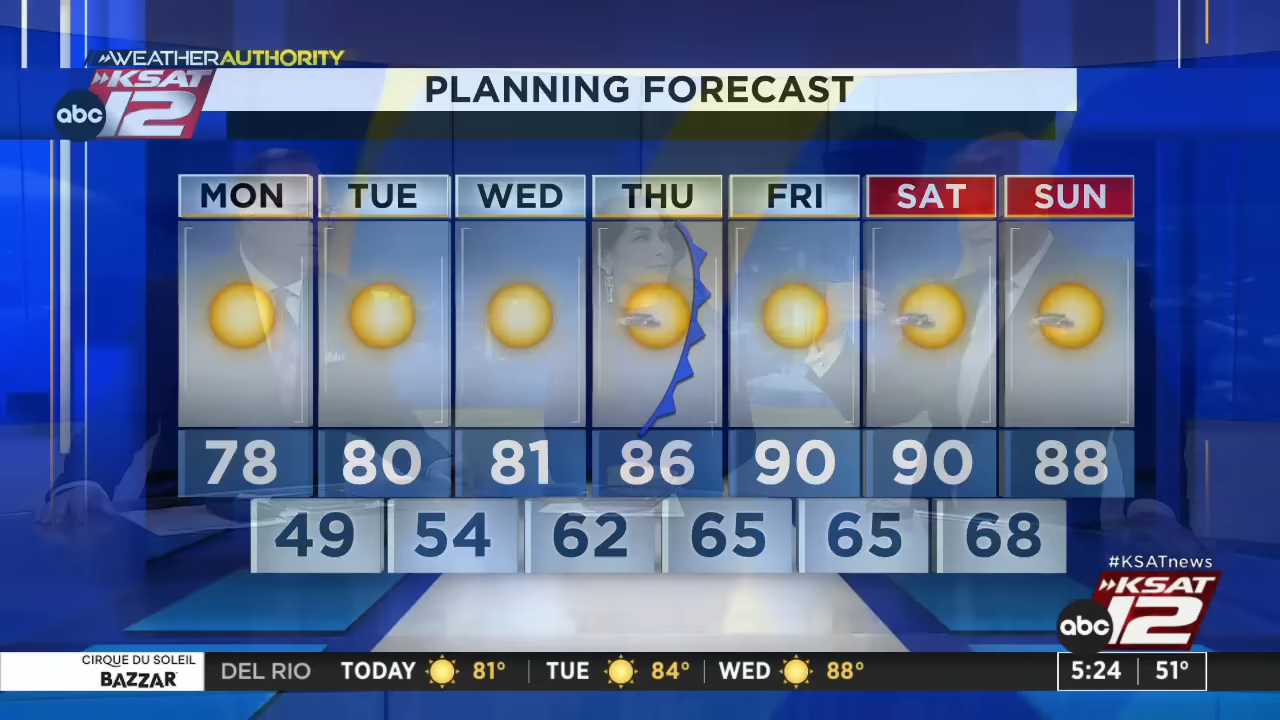 WEATHERAUTHORITY
KSAT
abc 12
PLANNING FORECAST
MON TUE WED THU FRI SAT SUN
78 80 81 86 90 90 88
49 54 62 65 65 68
#KSATnews
KSAT
abc 12
CIRQUE DU SOLEIL
BAZZAR
DEL RIO TODAY 81° TUE 84° WED 88°
5:24 51°